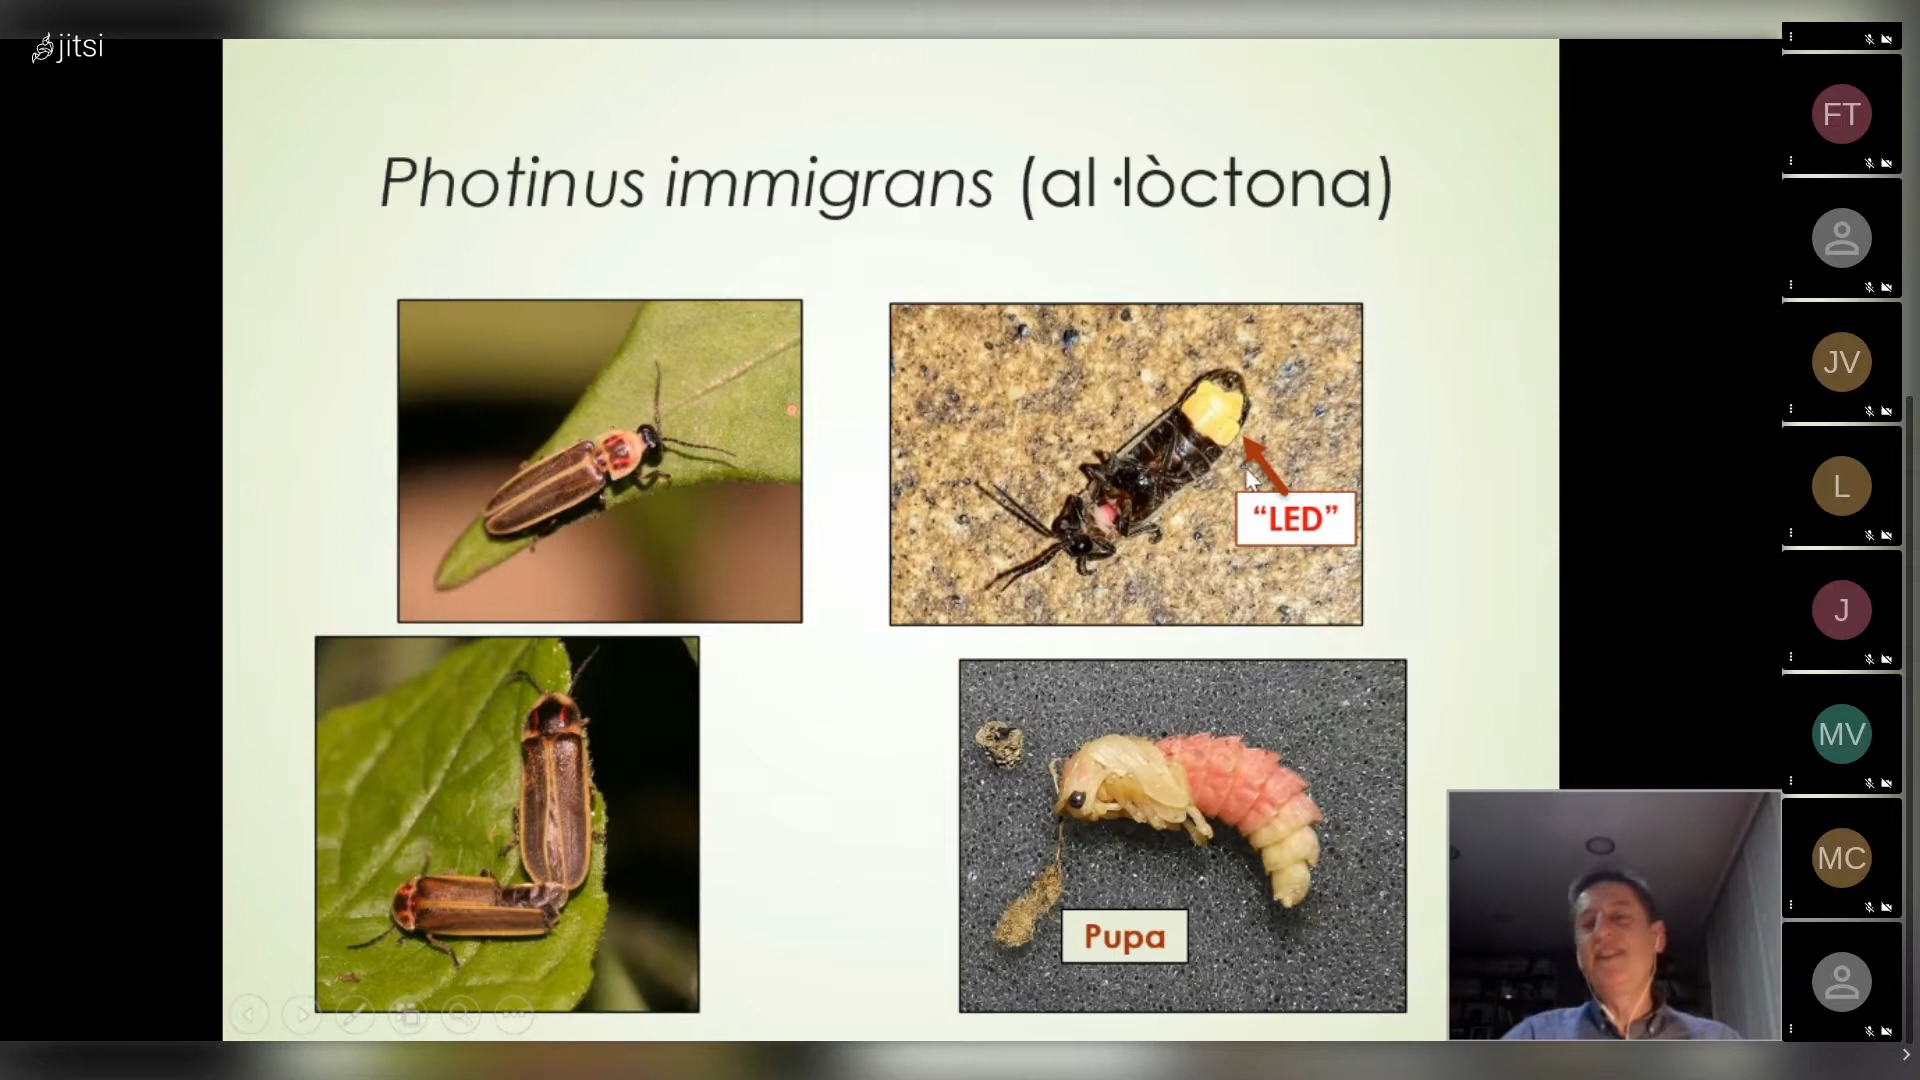 jitsi
Photinus immigrans (al·lòctona)
“LED”
Pupa
FT
JV
L
J
MV
MC